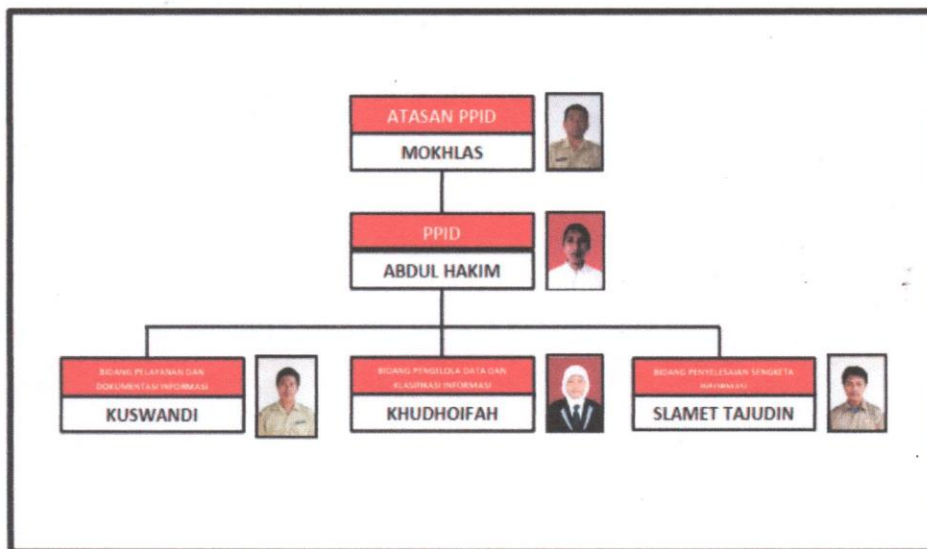 ATASAN PPID
MOKHLAS
PPID
ABDUL HAKIM
BIDANG PELAYANAN DAN
DOKUMENTASI INFORMASI
KUSWANDI
BIDANG PENGELOLA DATA DAN
KLASIFIKASI INFORMASI
KHUDHOIFAH
BIDANG PENYELESAIAN SENGKETA
SLAMET TAJUDIN